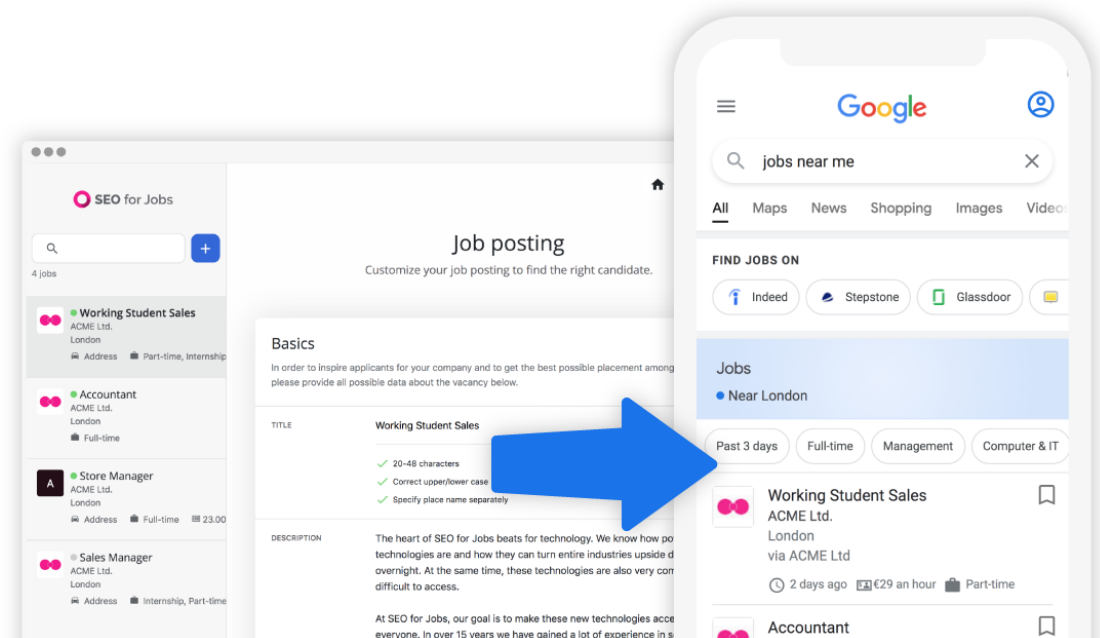 SEO for Jobs
4 jobs
Working Student Sales
ACME Ltd.
London
Address Part-time, Internship
Accountant
ACME Ltd.
London
Full-time
A
Store Manager
ACME Ltd.
London
Address Full-time 23.00
Sales Manager
ACME Ltd.
London
Address Internship, Part-time
Job posting
Customize your job posting to find the right candidate.
Basics
In order to inspire applicants for your company and to get the best possible placement among
please provide all possible data about the vacancy below.
TITLE
Working Student Sales
20-48 characters
Correct upper/lower case
Specify place name separately
DESCRIPTION
The heart of SEO for Jobs beats for technology. We know how
technologies are and how they can turn entire industries upside
overnight. At the same time, these technologies are also very
difficult to access.
At SEO for Jobs, our goal is to make these new technologies
everyone. In over 15 years we have gained a lot of experience in
Google
jobs near me
All Maps News Shopping Images Videos
FIND JOBS ON
Indeed Stepstone Glassdoor
Jobs
Near London
Past 3 days Full-time Management Computer & IT
Working Student Sales
ACME Ltd.
London
via ACME Ltd
2 days ago €29 an hour Part-time
Accountant